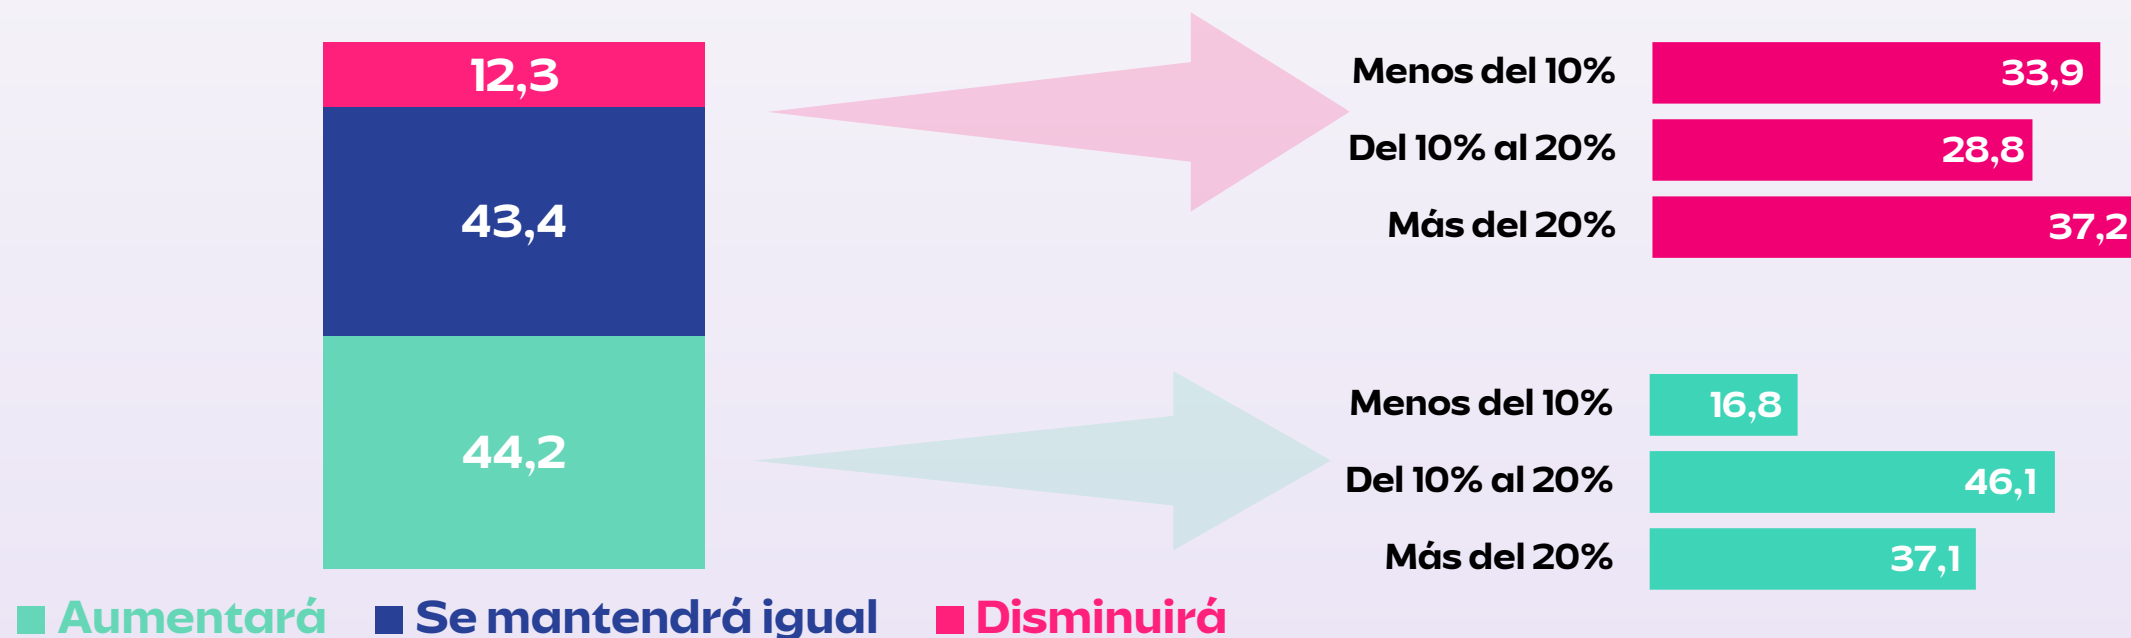 12,3
43,4
44,2
Menos del 10% 33,9
Del 10% al 20% 28,8
Más del 20% 37,2
Menos del 10% 16,8
Del 10% al 20% 46,1
Más del 20% 37,1
Aumentará Se mantendrá igual Disminuirá